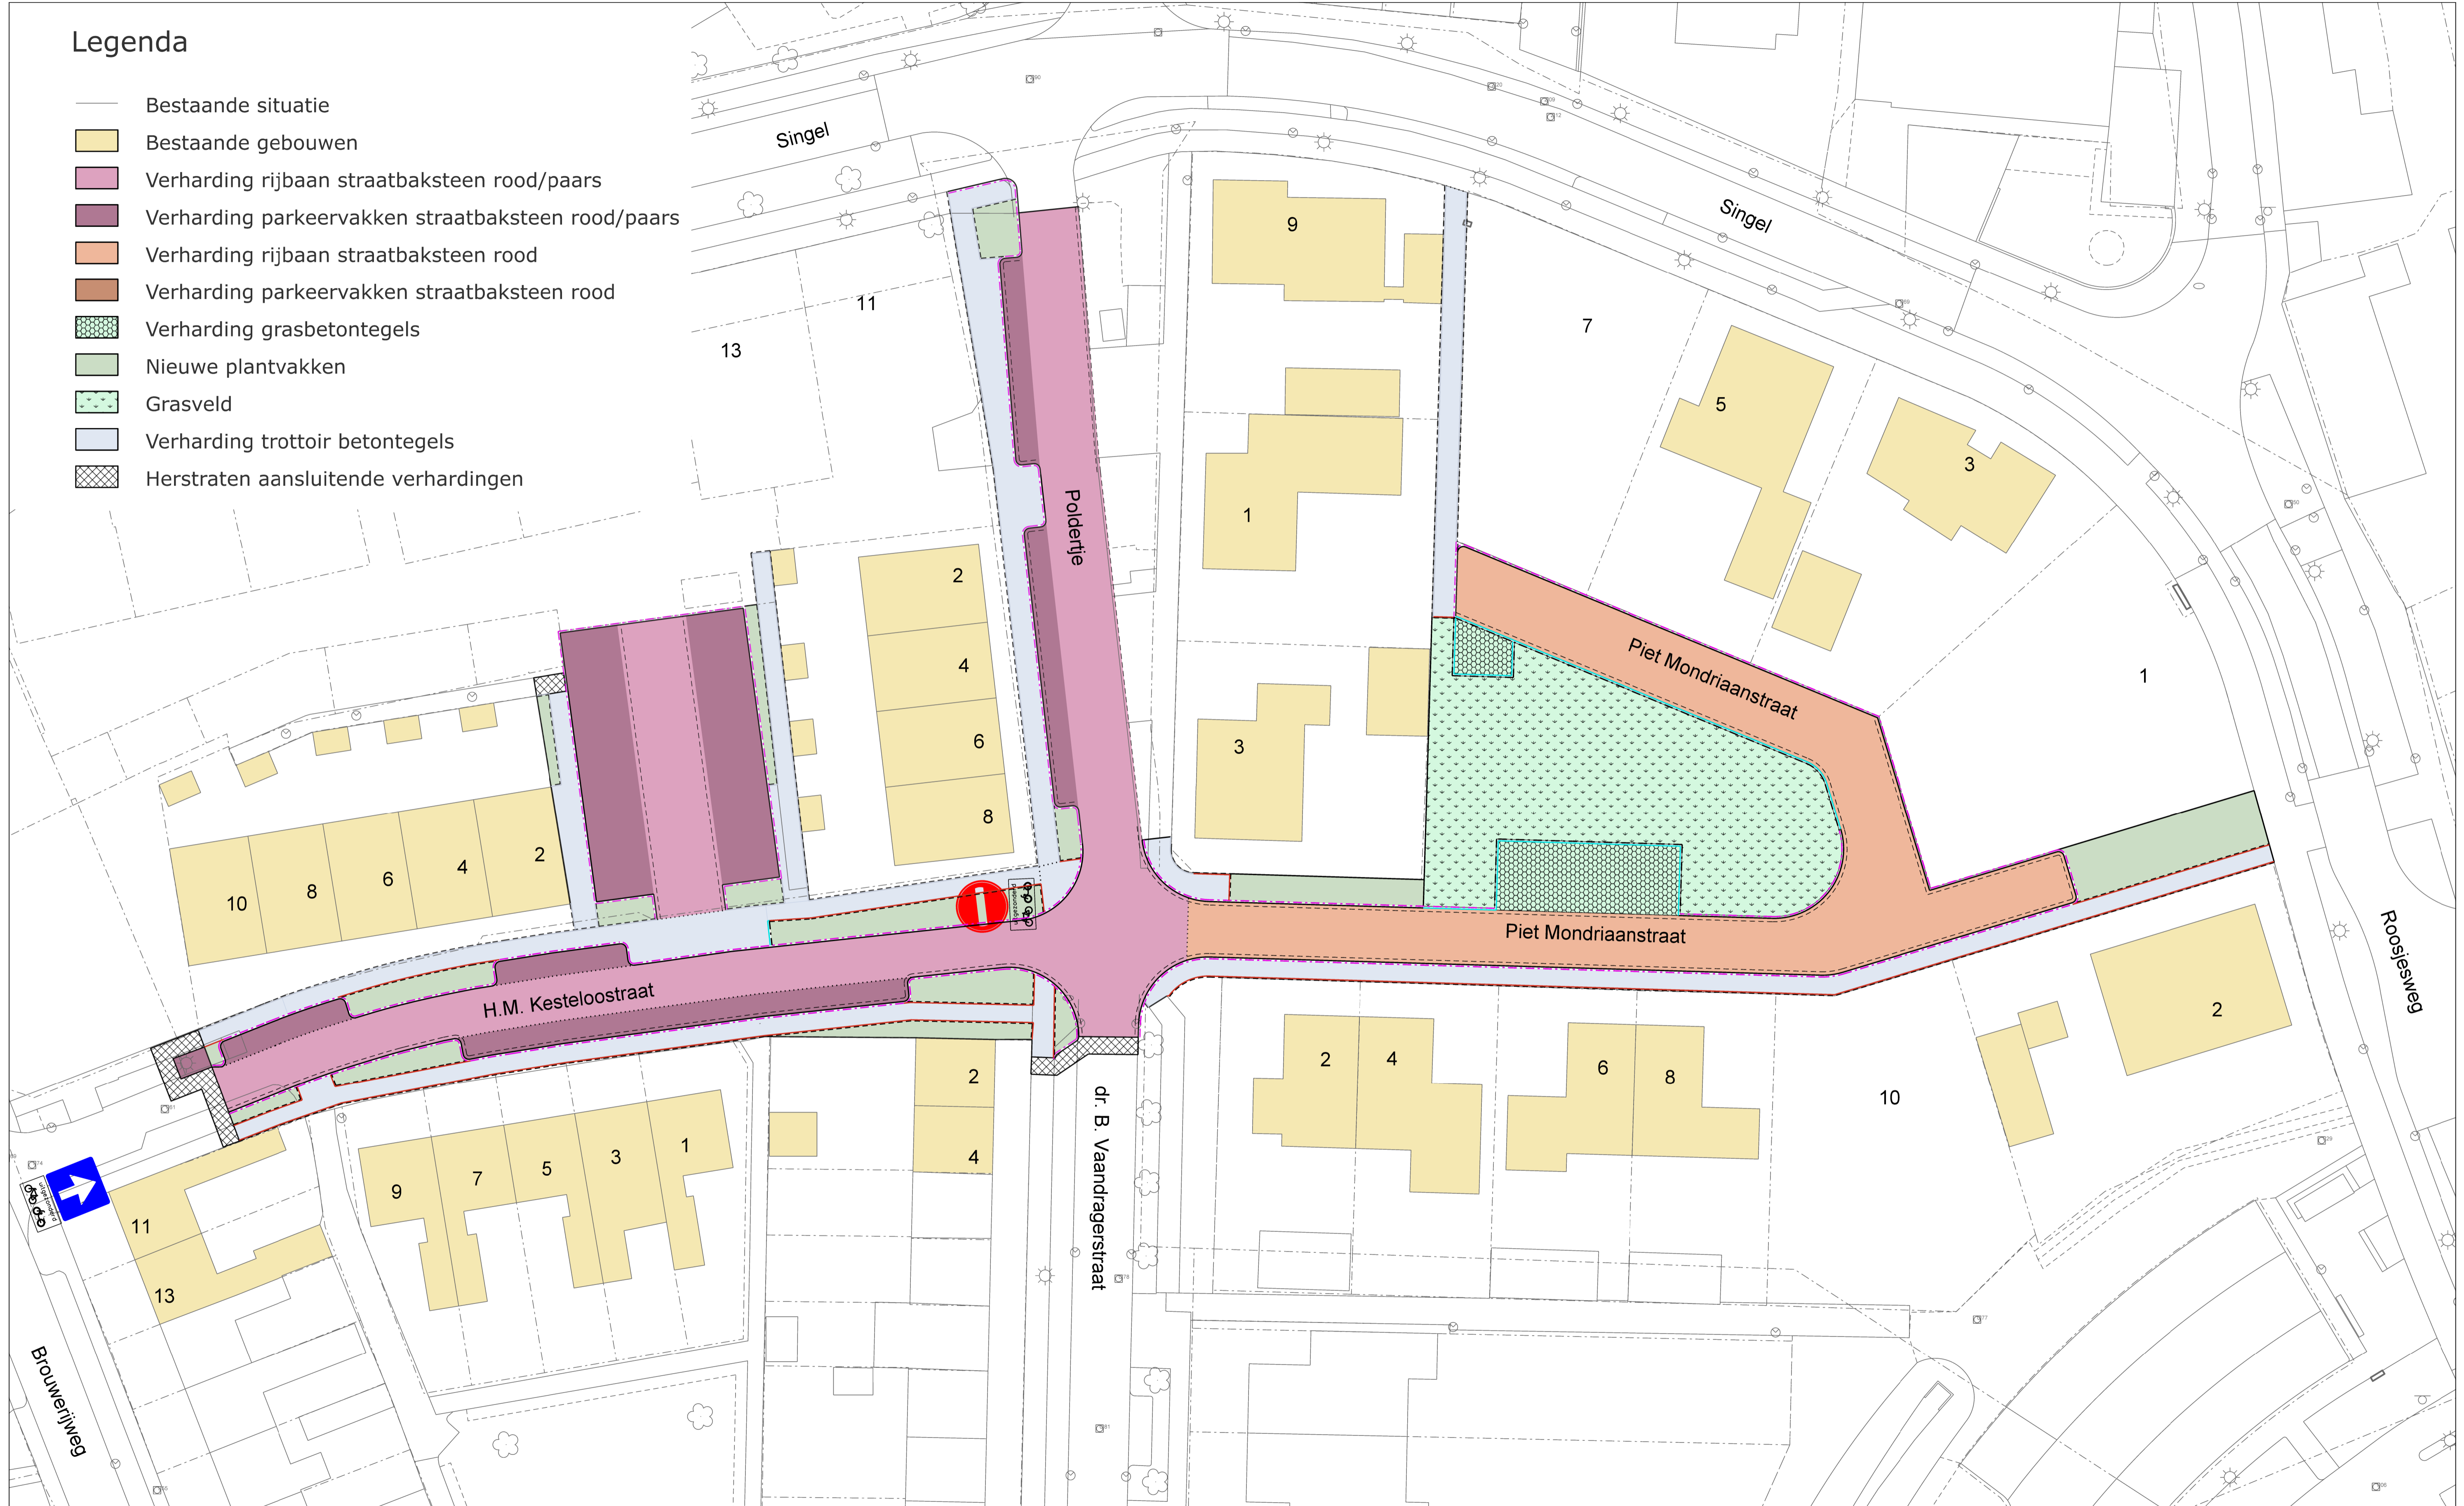 Legenda
Bestaande situatie
Bestaande gebouwen
Verharding rijbaan straatbaksteen rood/paars
Verharding parkeervakken straatbaksteen rood/paars
Verharding rijbaan straatbaksteen rood
Verharding parkeervakken straatbaksteen rood
Verharding grasbetontegels
Nieuwe plantvakken
Grasveld
Verharding trottoir betontegels
Herstraten aansluitende verhardingen
Singel
Singel
9
11
7
13
5
3
1
Poldertje
2
4
6
8
1
3
Piet Mondriaanstraat
10
8
6
4
2
uitgezonderd
Piet Mondriaanstraat
H.M. Kesteloostraat
Roosjesweg
2
2
4
2
4
6
8
10
dr. B. Vaandragerstraat
9
7
5
3
1
uitgezonderd
11
13
Brouwerijweg